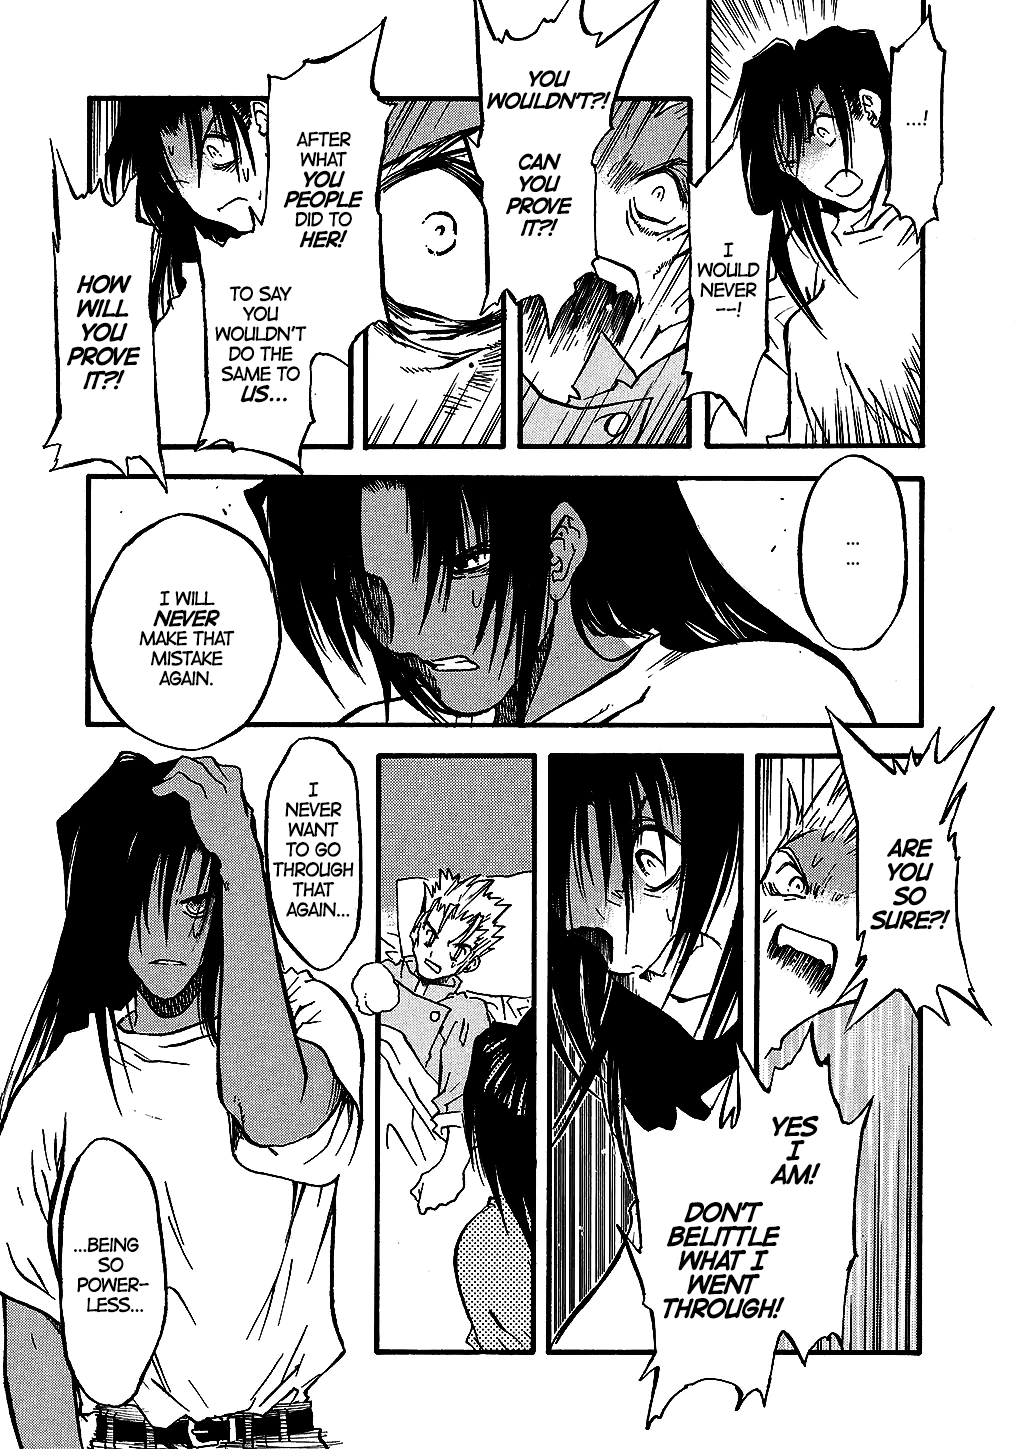 ...!
I
WOULD
NEVER
--!
YOU
WOULDN'T?!
CAN
YOU
PROVE
IT?!
AFTER
WHAT
YOU
PEOPLE
DID TO
HER!
TO SAY
YOU
WOULDN'T
DO THE
SAME TO
US...
HOW
WILL
YOU
PROVE
IT?!
...
...
I WILL
NEVER
MAKE THAT
MISTAKE
AGAIN.
ARE
YOU
SO
SURE?!
YES
I
AM!
DON'T
BELITTLE
WHAT I
WENT
THROUGH!
I
NEVER
WANT
TO GO
THROUGH
THAT
AGAIN...
...BEING
SO
POWER-
LESS...